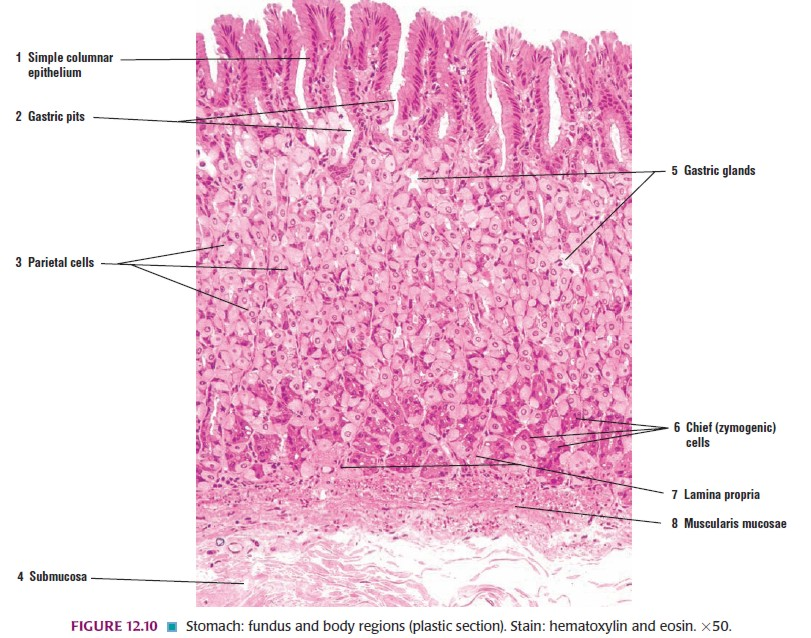 1 Simple columnar
epithelium
2 Gastric pits
3 Parietal cells
4 Submucosa
5 Gastric glands
6 Chief (zymogenic)
cells
7 Lamina propria
8 Muscularis mucosae
FIGURE 12.10 ■ Stomach: fundus and body regions (plastic section). Stain: hematoxylin and eosin. ×50.